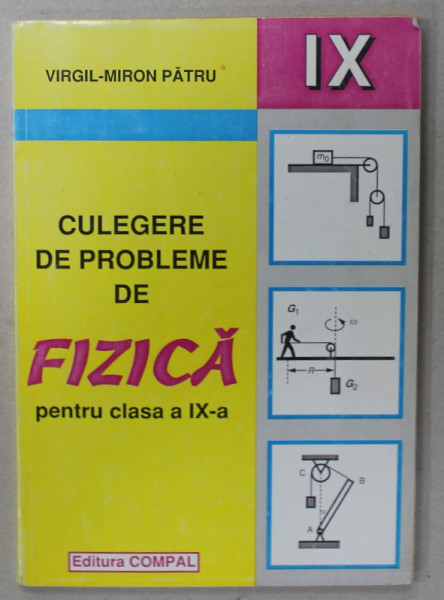 VIRGIL-MIRON PĂTRU
IX
CULEGERE
DE PROBLEME
DE
FIZICĂ
pentru clasa a IX-a
Editura COMPAL
m₀
G₁
ω
R
G₂
C
B
A